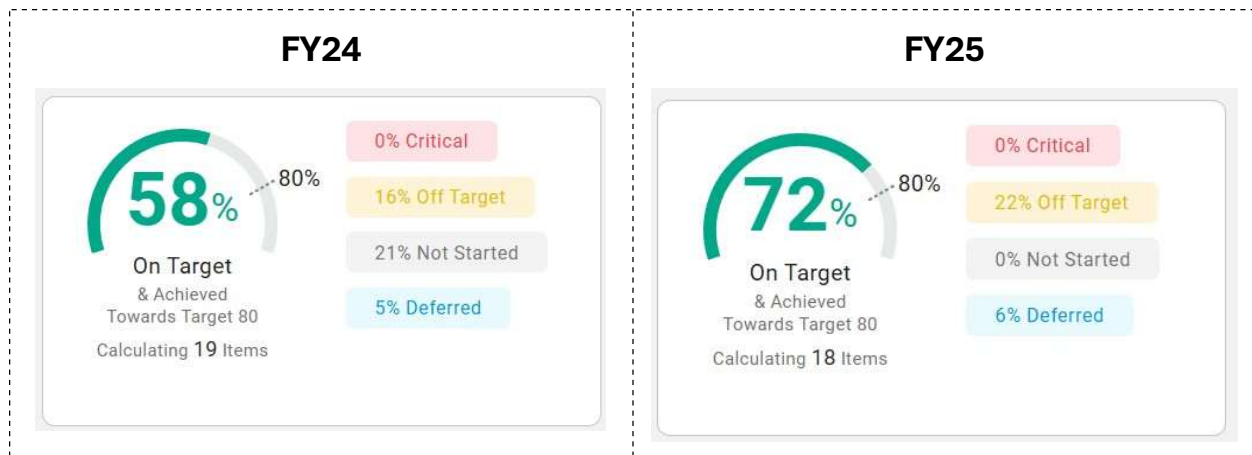 FY24
58%
80%
On Target
& Achieved
Towards Target 80
Calculating 19 Items
0% Critical
16% Off Target
21% Not Started
5% Deferred
FY25
72%
80%
On Target
& Achieved
Towards Target 80
Calculating 18 Items
0% Critical
22% Off Target
0% Not Started
6% Deferred